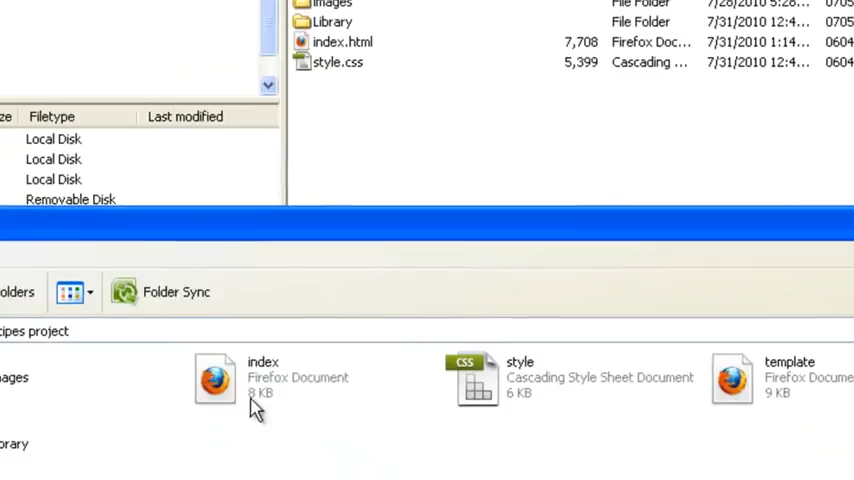 images File Folder 7/28/2010 5:28... 0705
Library File Folder 7/31/2010 12:4... 0705
index.html 7,708 Firefox Doc... 7/31/2010 1:14... 0604
style.css 5,399 Cascading ... 7/31/2010 12:4... 0604
ze Filetype Last modified
Local Disk
Local Disk
Local Disk
Removable Disk
olders Folder Sync
cipes project
index style template
ages Firefox Document Cascading Style Sheet Document Firefox Docume
8 KB 6 KB 9 KB
CSS
brary